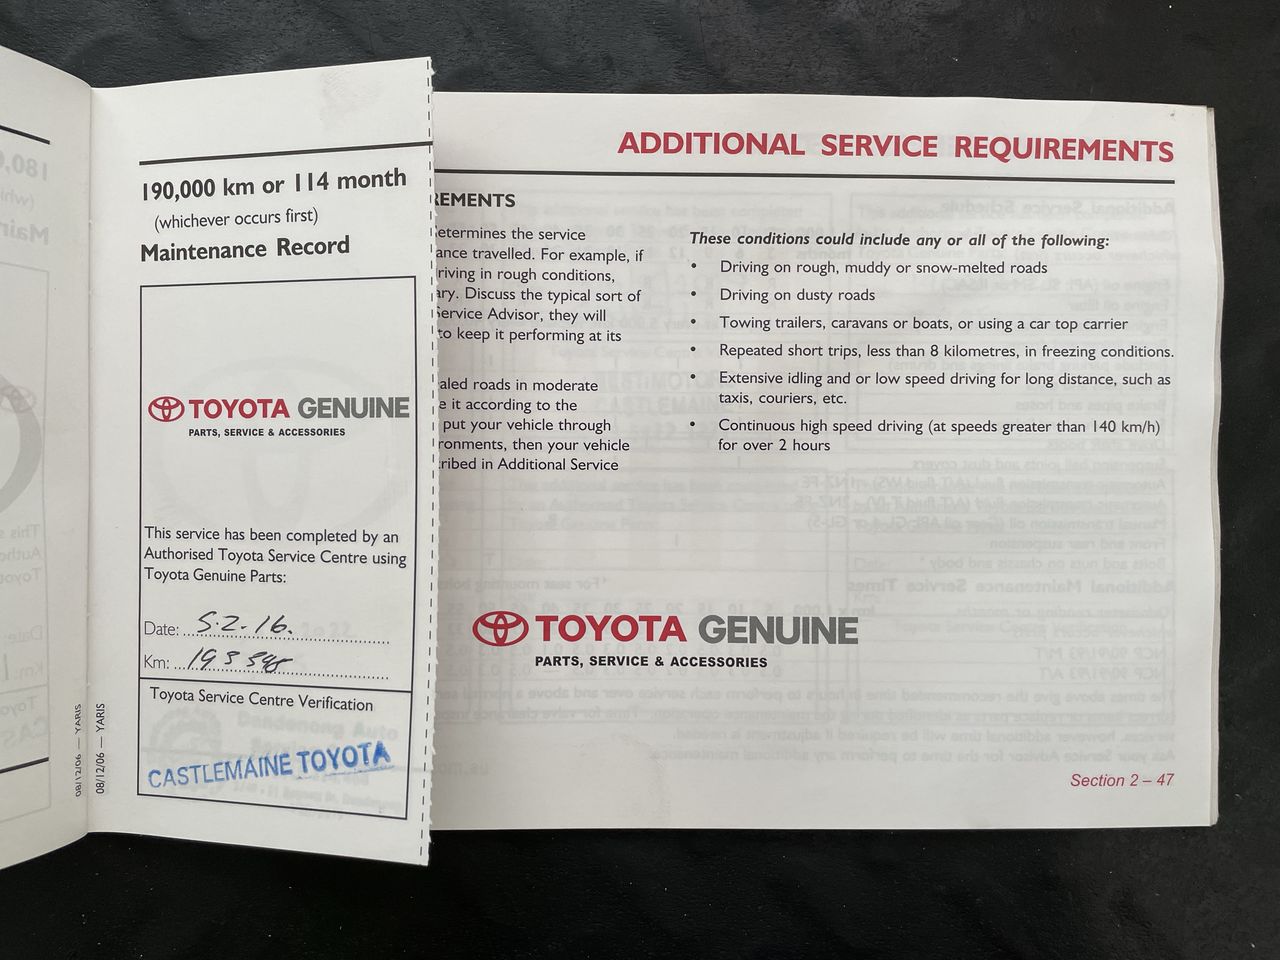 190,000 km or 114 month
(whichever occurs first)
Maintenance Record
TOYOTA GENUINE
PARTS, SERVICE & ACCESSORIES
This service has been completed by an
Authorised Toyota Service Centre using
Toyota Genuine Parts:
Date: 5.2.16.
Km:
Toyota Service Centre Verification
CASTLEMAINE TOYOTA
08/12/06 — YARIS
08/12/06 — YARIS
ADDITIONAL SERVICE REQUIREMENTS
EMENTS
etermines the service
ance travelled. For example, if
riving in rough conditions,
ary. Discuss the typical sort of
Service Advisor, they will
to keep it performing at its
aled roads in moderate
e it according to the
put your vehicle through
ronments, then your vehicle
ribed in Additional Service
These conditions could include any or all of the following:
• Driving on rough, muddy or snow-melted roads
• Driving on dusty roads
• Towing trailers, caravans or boats, or using a car top carrier
• Repeated short trips, less than 8 kilometres, in freezing conditions.
• Extensive idling and or low speed driving for long distance, such as
taxis, couriers, etc.
• Continuous high speed driving (at speeds greater than 140 km/h)
for over 2 hours
TOYOTA GENUINE
PARTS, SERVICE & ACCESSORIES
Section 2 – 47